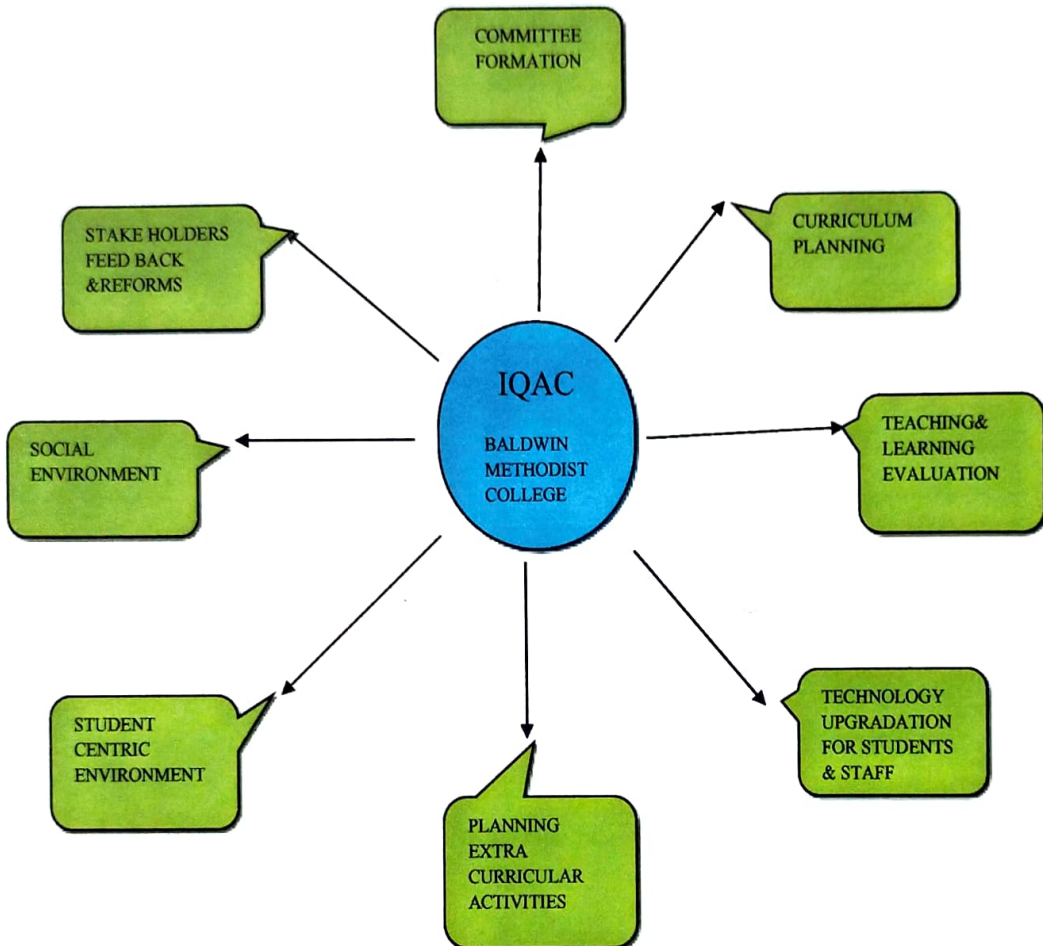 COMMITTEE
FORMATION
CURRICULUM
PLANNING
STAKE HOLDERS
FEED BACK
&REFORMS
IQAC
BALDWIN
METHODIST
COLLEGE
TEACHING&
LEARNING
EVALUATION
SOCIAL
ENVIRONMENT
TECHNOLOGY
UPGRADATION
FOR STUDENTS
& STAFF
STUDENT
CENTRIC
ENVIRONMENT
PLANNING
EXTRA
CURRICULAR
ACTIVITIES